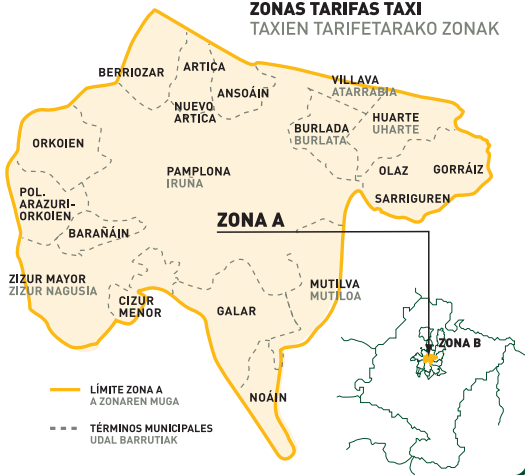 ZONAS TARIFAS TAXI
TAXIEN TARIFETARAKO ZONAK
BERRIOZAR
ARTICA
ANSOÁIN
NUEVO
ARTICA
VILLAVA
ATARRABIA
HUARTE
UHARTE
BURLADA
BURLATA
ORKOIEN
PAMPLONA
IRUÑA
OLAZ
GORRÁIZ
SARRIGUREN
POL.
ARAZURI-
ORKOIEN
BARAÑÁIN
ZONA A
ZIZUR MAYOR
ZIZUR NAGUSIA
CIZUR
MENOR
GALAR
MUTILVA
MUTILOA
NOÁIN
ZONA B
LÍMITE ZONA A
A ZONAREN MUGA
TÉRMINOS MUNICIPALES
UDAL BARRUTIAK